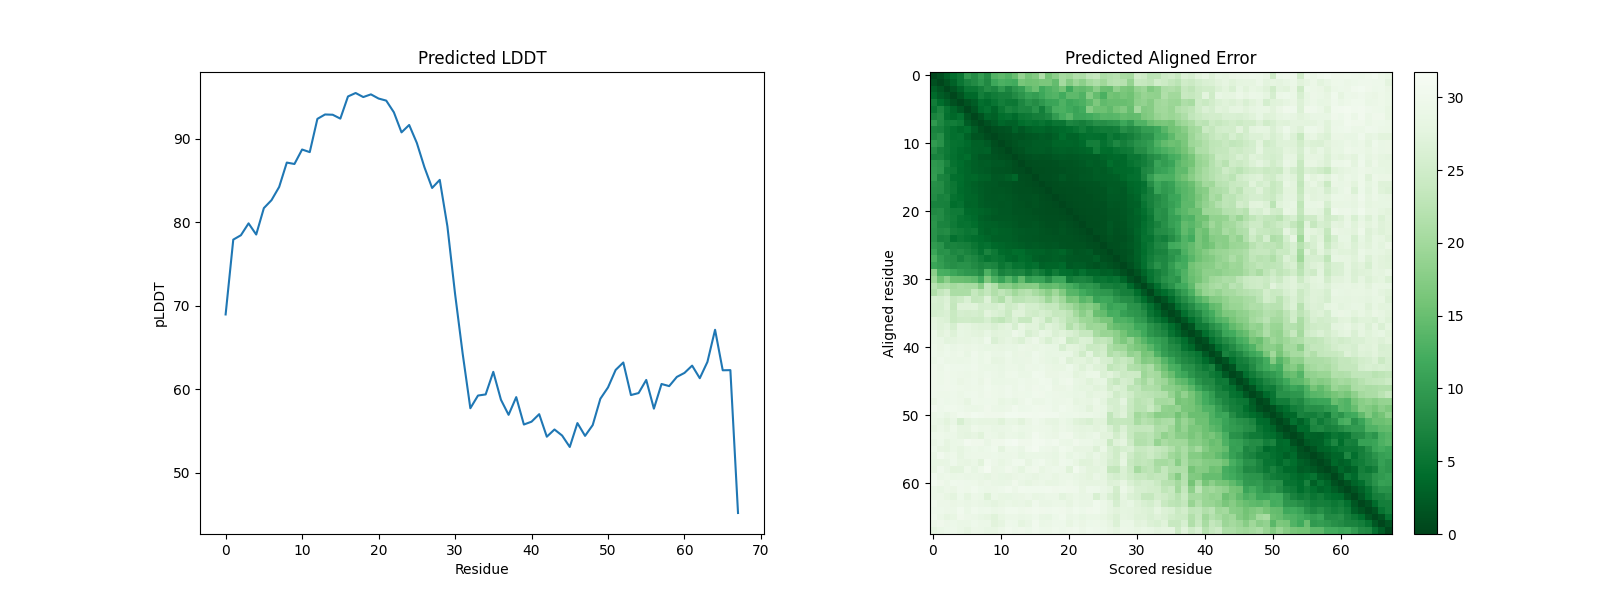 Predicted LDDT
pLDDT
90
80
70
60
50
0 10 20 30 40 50 60 70
Residue
Predicted Aligned Error
Aligned residue
0
10
20
30
40
50
60
0 10 20 30 40 50 60
Scored residue
30
25
20
15
10
5
0